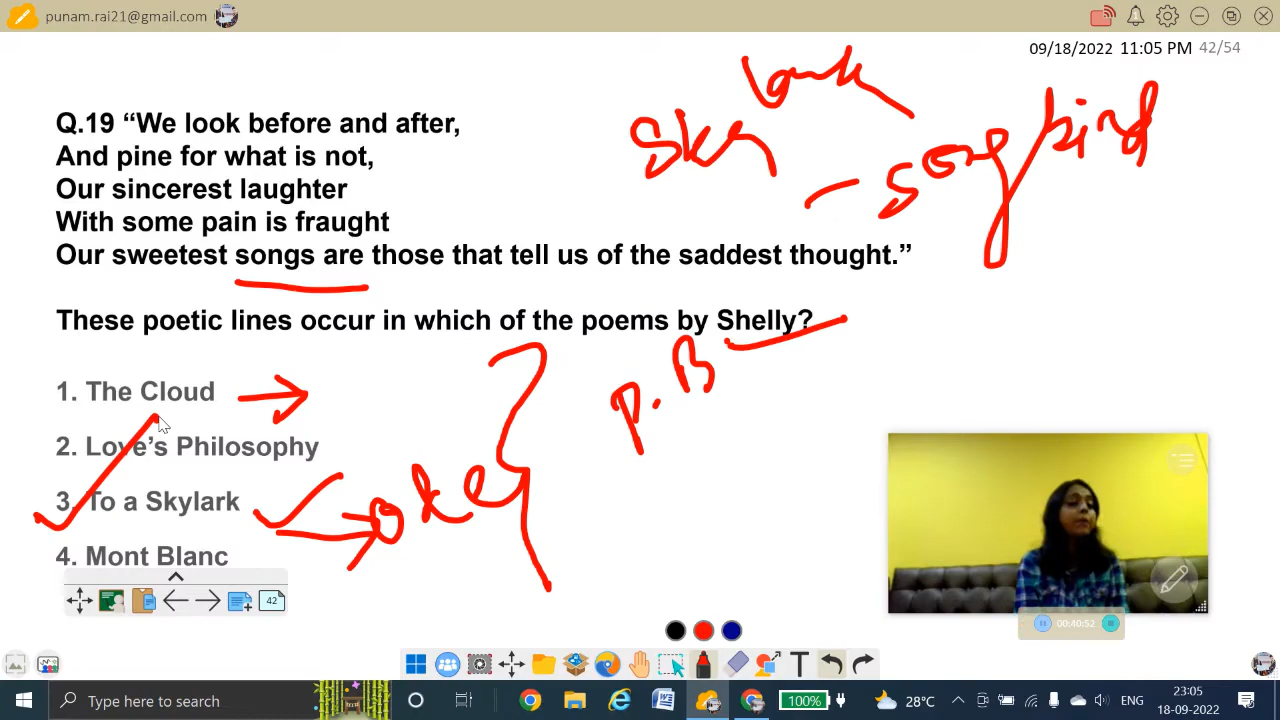 punam.rai21@gmail.com
09/18/2022 11:05 PM 42/54
Sky lark
- song bird
Q.19 “We look before and after,
And pine for what is not,
Our sincerest laughter
With some pain is fraught
Our sweetest songs are those that tell us of the saddest thought.”
These poetic lines occur in which of the poems by Shelly?
P. B
1. The Cloud
2. Love’s Philosophy
3. To a Skylark
4. Mont Blanc
42
00:40:52
T
Type here to search
100%
28°C
ENG
23:05
18-09-2022